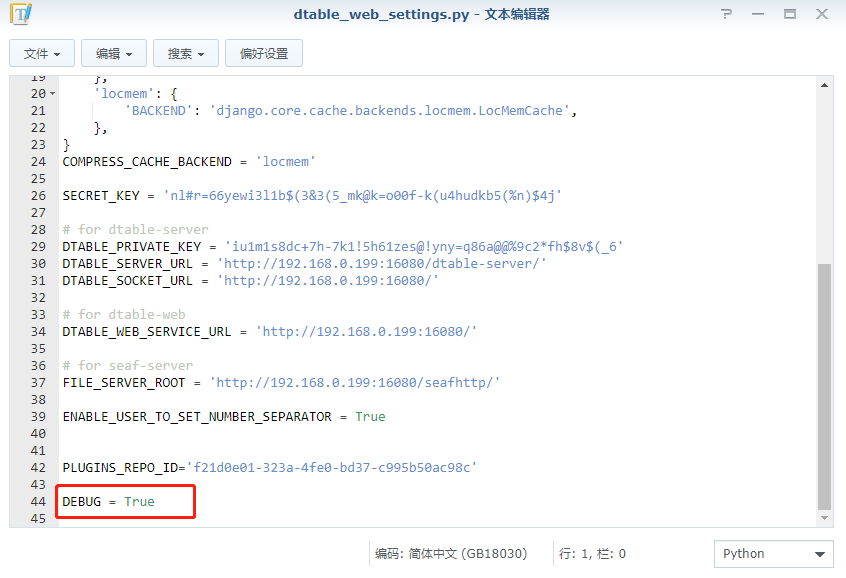 dtable_web_settings.py - 文本编辑器
文件 编辑 搜索 偏好设置
19 },
20 'locmem': {
21 'BACKEND': 'django.core.cache.backends.locmem.LocMemCache',
22 },
23 }
24 COMPRESS_CACHE_BACKEND = 'locmem'
25
26 SECRET_KEY = 'nl#r=66yewi3l1b$(3&3(5_mk@k=o00f-k(u4hudkb5(%n)$4j'
27
28 # for dtable-server
29 DTABLE_PRIVATE_KEY = 'iu1m1s8dc+7h-7k1!5h61zes@!yny=q86a@@%9c2*fh$8v$(_6'
30 DTABLE_SERVER_URL = 'http://192.168.0.199:16080/dtable-server/'
31 DTABLE_SOCKET_URL = 'http://192.168.0.199:16080/'
32
33 # for dtable-web
34 DTABLE_WEB_SERVICE_URL = 'http://192.168.0.199:16080/'
35
36 # for seaf-server
37 FILE_SERVER_ROOT = 'http://192.168.0.199:16080/seafhttp/'
38
39 ENABLE_USER_TO_SET_NUMBER_SEPARATOR = True
40
41
42 PLUGINS_REPO_ID='f21d0e01-323a-4fe0-bd37-c995b50ac98c'
43
44 DEBUG = True
45
编码: 简体中文 (GB18030) 行: 1, 栏: 0 Python